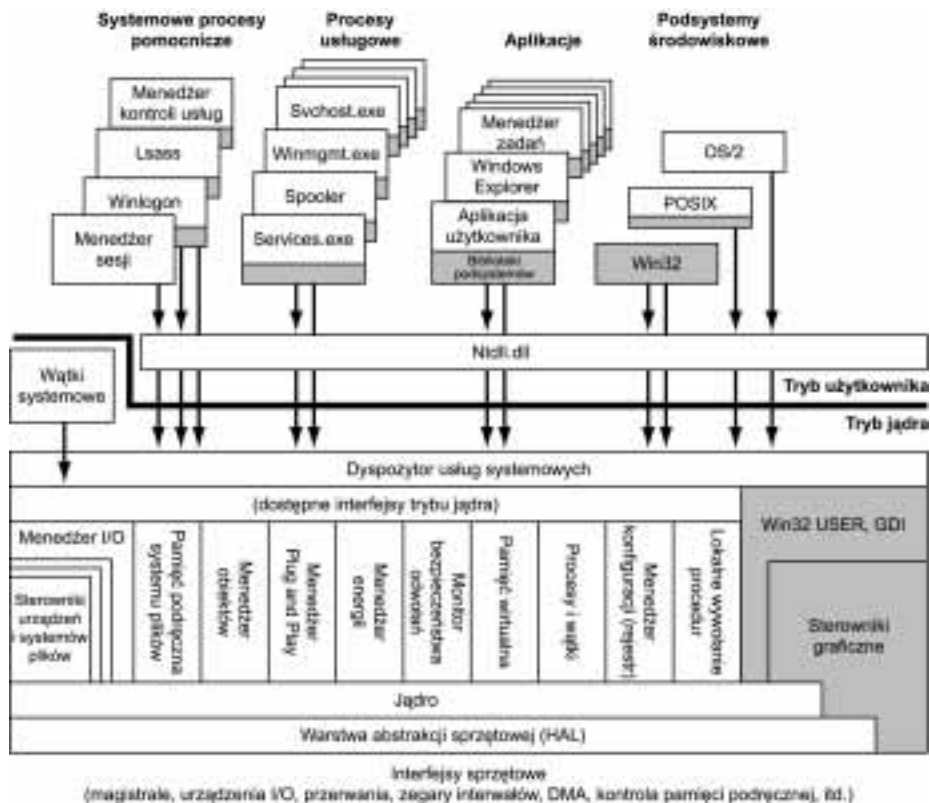 Systemowe procesy
pomocnicze
Procesy
usługowe
Aplikacje
Podsystemy
środowiskowe
Menedżer
kontroli usług
Lsass
Winlogon
Menedżer
sesji
Svchost.exe
Winmgmt.exe
Spooler
Services.exe
Menedżer
zadań
Windows
Explorer
Aplikacja
użytkownika
Biblioteki
podsystemów
OS/2
POSIX
Win32
Ntdll.dll
Wątki
systemowe
Tryb użytkownika
Tryb jądra
Dyspozytor usług systemowych
(dostępne interfejsy trybu jądra)
Win32 USER, GDI
Menedżer I/O
Sterowniki
urządzeń
i systemów
plików
Pamięć podręczna
systemu plików
Menedżer
obiektów
Menedżer
Plug and Play
Menedżer
energii
Monitor
bezpieczeństwa
odwołań
Pamięć wirtualna
Procesy i wątki
Menedżer
konfiguracji (rejestr)
Lokalne wywołanie
procedur
Sterowniki
graficzne
Jądro
Warstwa abstrakcji sprzętowej (HAL)
Interfejsy sprzętowe
(magistrale, urządzenia I/O, przerwania, zegary interwałów, DMA, kontrola pamięci podręcznej, itd.)